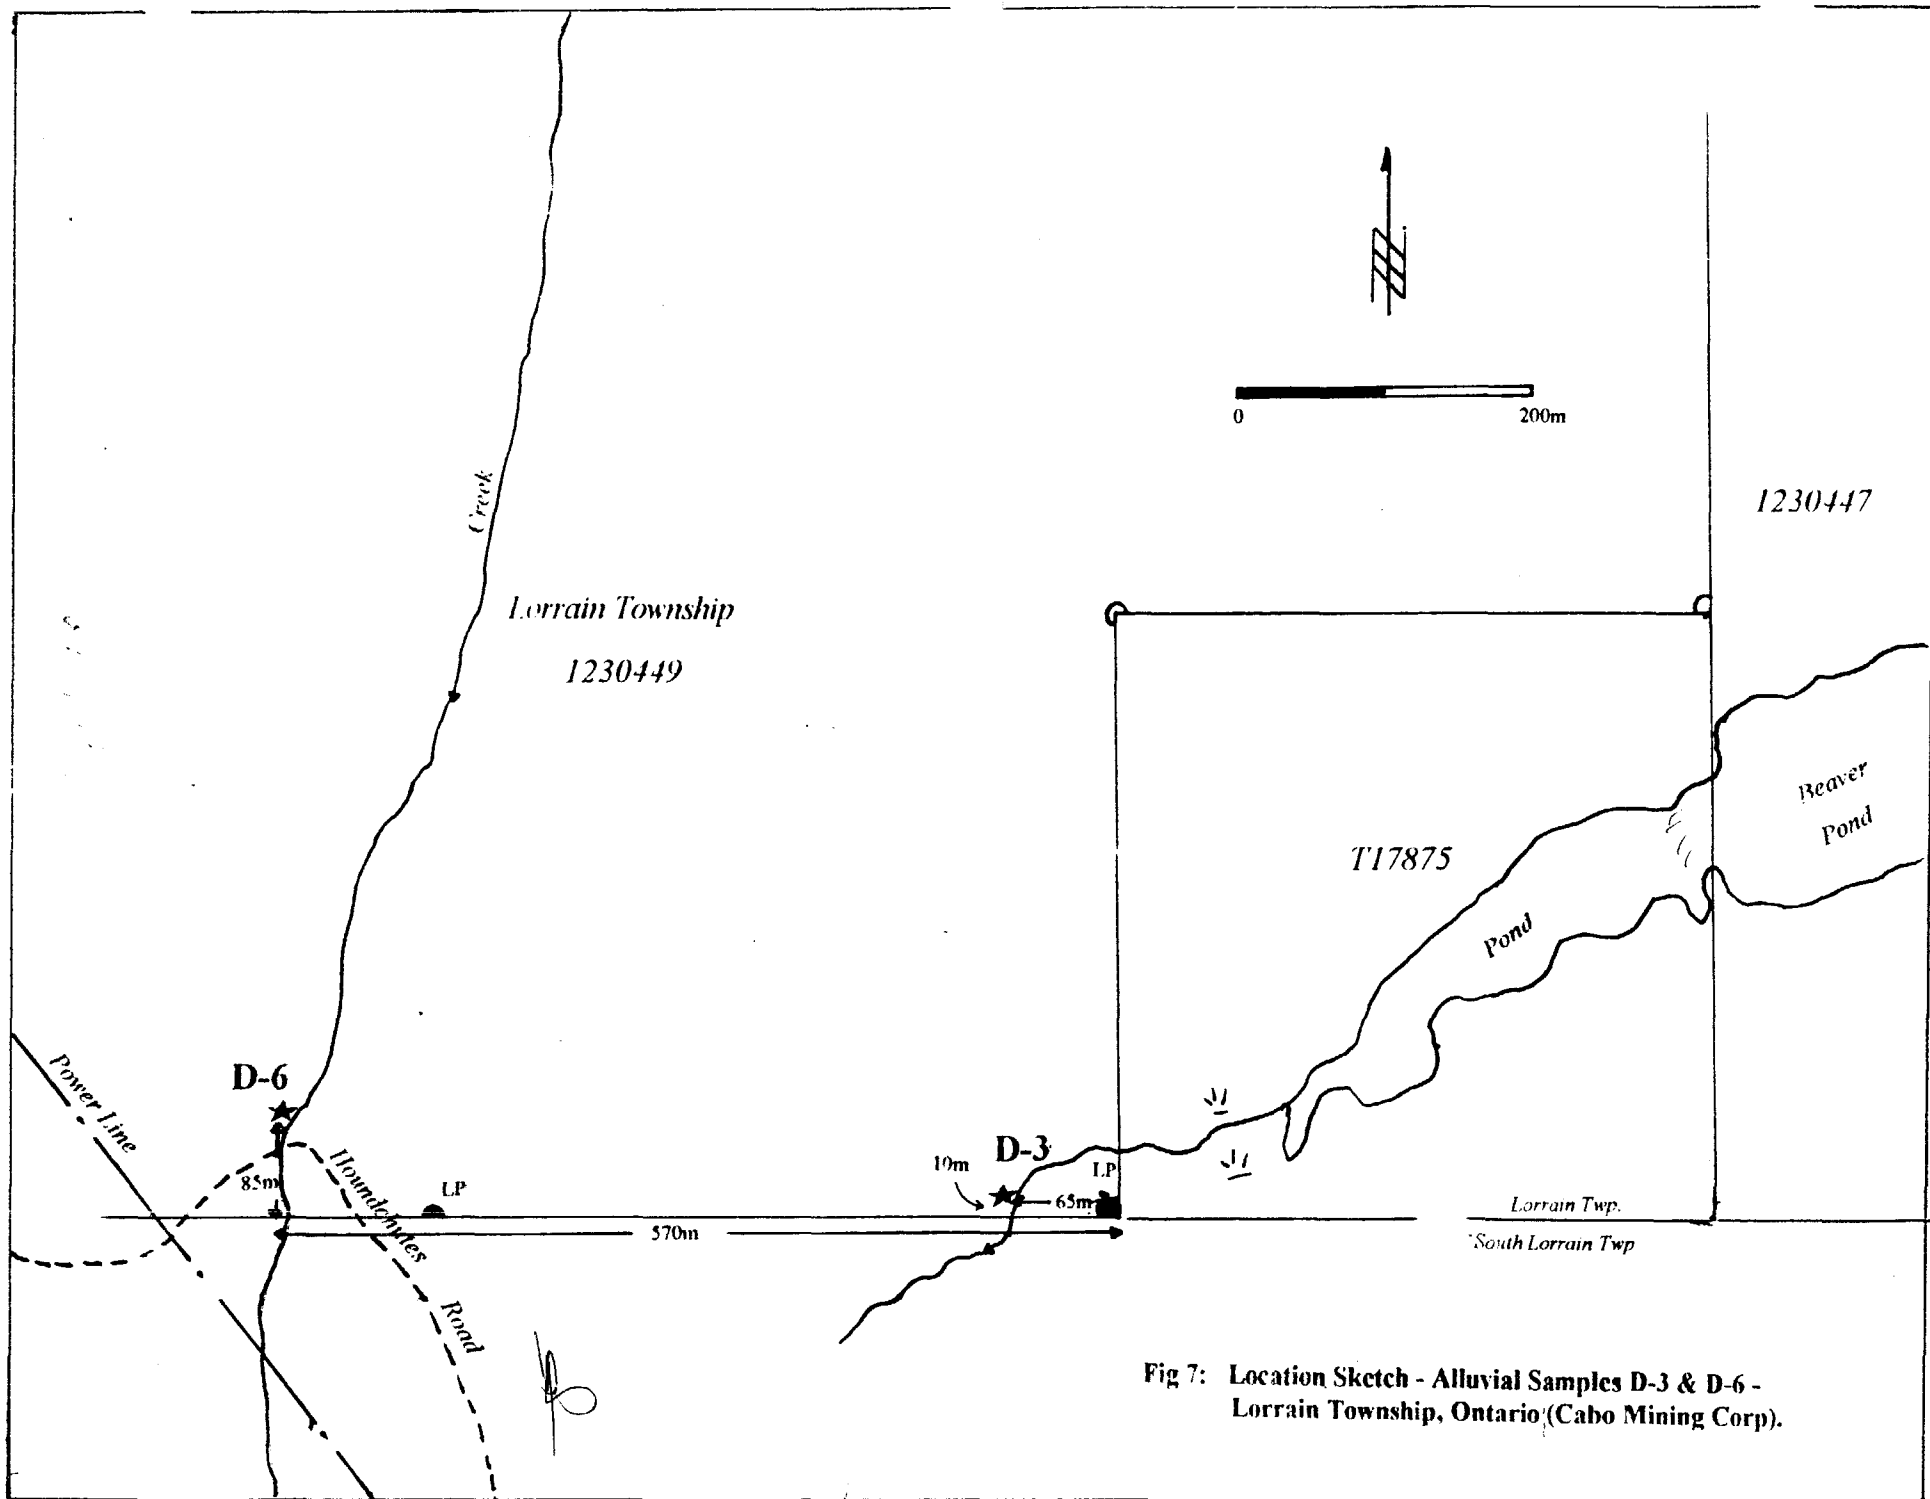 0
200m
1230447
Creek
Lorrain Township
1230449
Beaver
Pond
T17875
Pond
Power Line
D-6
85m
Houndchutes
Road
LP
570m
10m
D-3
LP
65m
Lorrain Twp.
South Lorrain Twp
Fig 7: Location Sketch - Alluvial Samples D-3 & D-6 -
Lorrain Township, Ontario (Cabo Mining Corp).